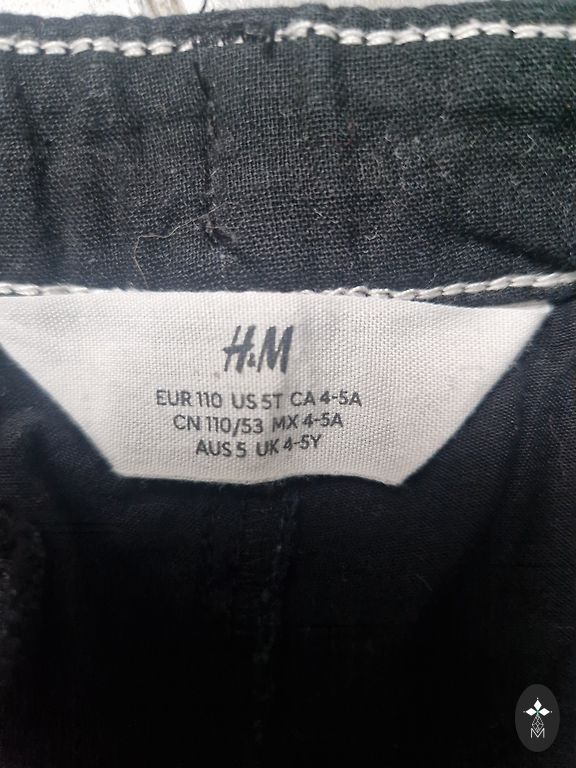 H&M
EUR 110 US 5T CA 4-5A
CN 110/53 MX 4-5A
AUS 5 UK 4-5Y
M